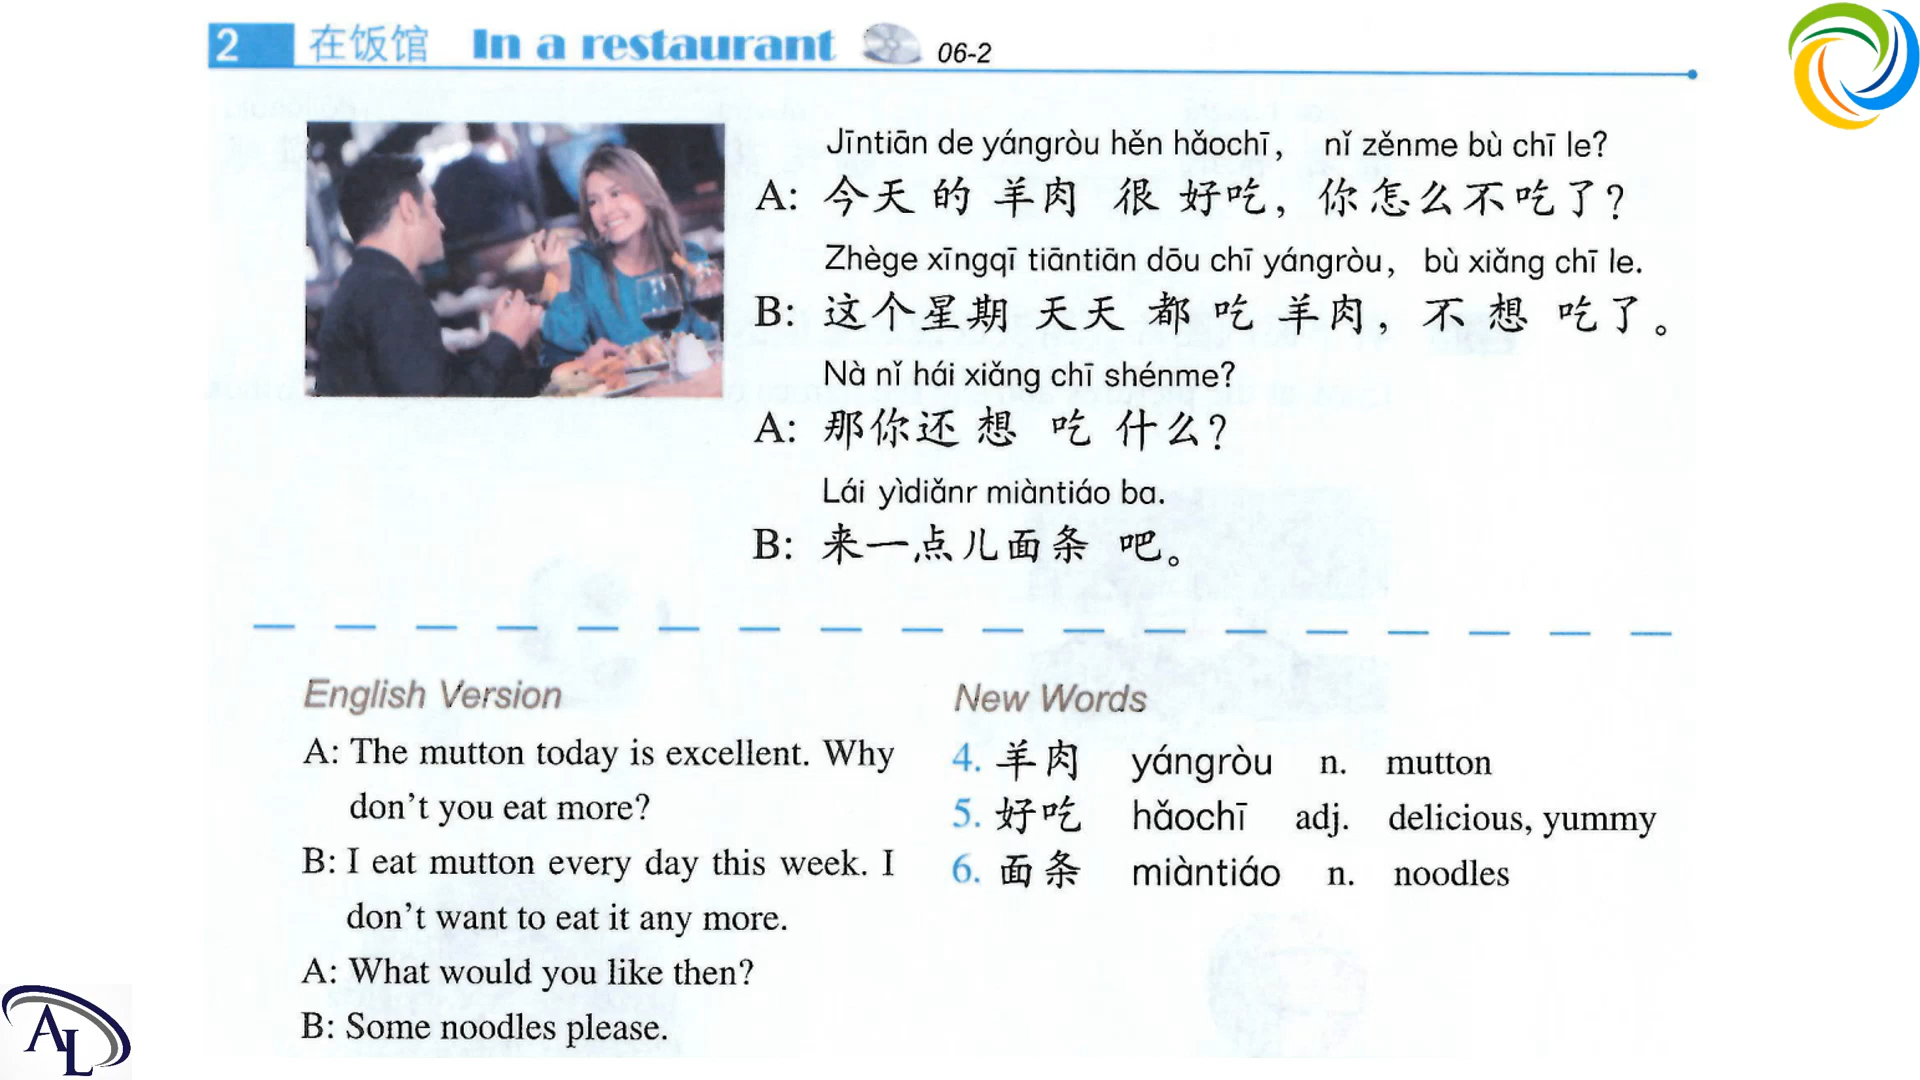 2 在饭馆 In a restaurant 06-2
Jīntiān de yángròu hěn hǎochī, nǐ zěnme bù chī le?
A: 今天的羊肉很好吃，你怎么不吃了？
Zhège xīngqī tiāntiān dōu chī yángròu, bù xiǎng chī le.
B: 这个星期天天都吃羊肉，不想吃了。
Nà nǐ hái xiǎng chī shénme?
A: 那你还想吃什么？
Lái yìdiǎnr miàntiáo ba.
B: 来一点儿面条吧。
English Version
A: The mutton today is excellent. Why
don't you eat more?
B: I eat mutton every day this week. I
don't want to eat it any more.
A: What would you like then?
B: Some noodles please.
New Words
4. 羊肉 yángròu n. mutton
5. 好吃 hǎochī adj. delicious, yummy
6. 面条 miàntiáo n. noodles
AL